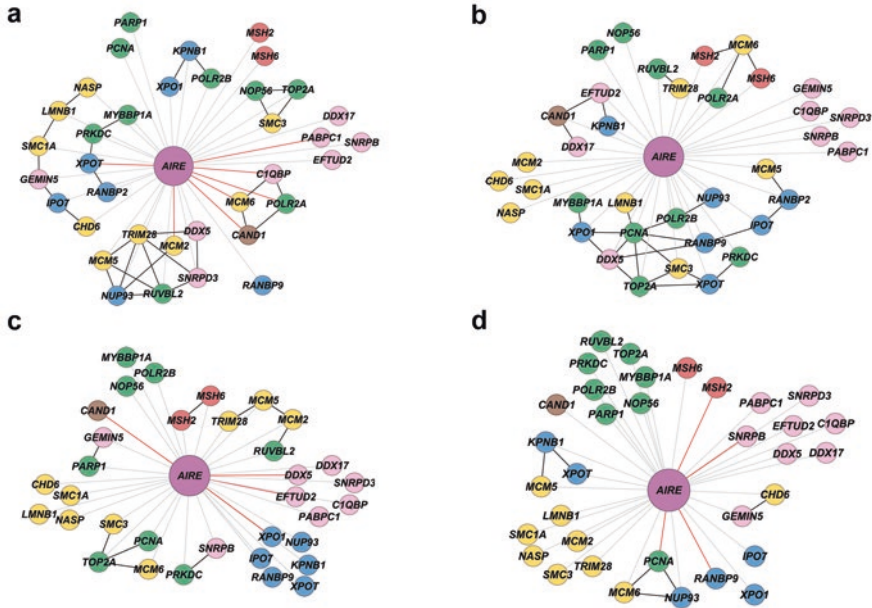 a
PARP1
PCNA
KPNB1
XPO1
POLR2B
MSH2
MSH6
NOP56
TOP2A
SMC3
NASP
LMNB1
MYBBP1A
SMC1A
PRKDC
XPOT
GEMIN5
RANBP2
IPO7
CHD6
AIRE
DDX17
PABPC1
SNRPB
EFTUD2
C1QBP
MCM6
POLR2A
CAND1
TRIM28
DDX5
MCM2
MCM5
SNRPD3
NUP93
RUVBL2
RANBP9
b
NOP56
PARP1
RUVBL2
TRIM28
MSH2
MCM6
MSH6
POLR2A
GEMIN5
C1QBP
SNRPD3
SNRPB
PABPC1
EFTUD2
CAND1
KPNB1
DDX17
AIRE
MCM2
CHD6
SMC1A
NASP
MCM5
RANBP2
MYBBP1A
LMNB1
NUP93
POLR2B
IPO7
XPO1
PCNA
RANBP9
DDX5
PRKDC
SMC3
TOP2A
XPOT
c
MYBBP1A
POLR2B
NOP56
CAND1
MSH6
MSH2
MCM5
TRIM28
MCM2
RUVBL2
GEMIN5
PARP1
AIRE
DDX17
DDX5
SNRPD3
EFTUD2
C1QBP
PABPC1
CHD6
SMC1A
LMNB1
NASP
SMC3
PCNA
TOP2A
MCM6
SNRPB
PRKDC
XPO1
NUP93
IPO7
KPNB1
RANBP9
XPOT
d
RUVBL2
TOP2A
PRKDC
MYBBP1A
POLR2B
NOP56
PARP1
CAND1
MSH6
MSH2
PABPC1
SNRPD3
SNRPB
EFTUD2
C1QBP
DDX5
DDX17
KPNB1
XPOT
MCM5
AIRE
CHD6
GEMIN5
LMNB1
SMC1A
MCM2
NASP
TRIM28
SMC3
PCNA
MCM6
NUP93
RANBP9
IPO7
XPO1